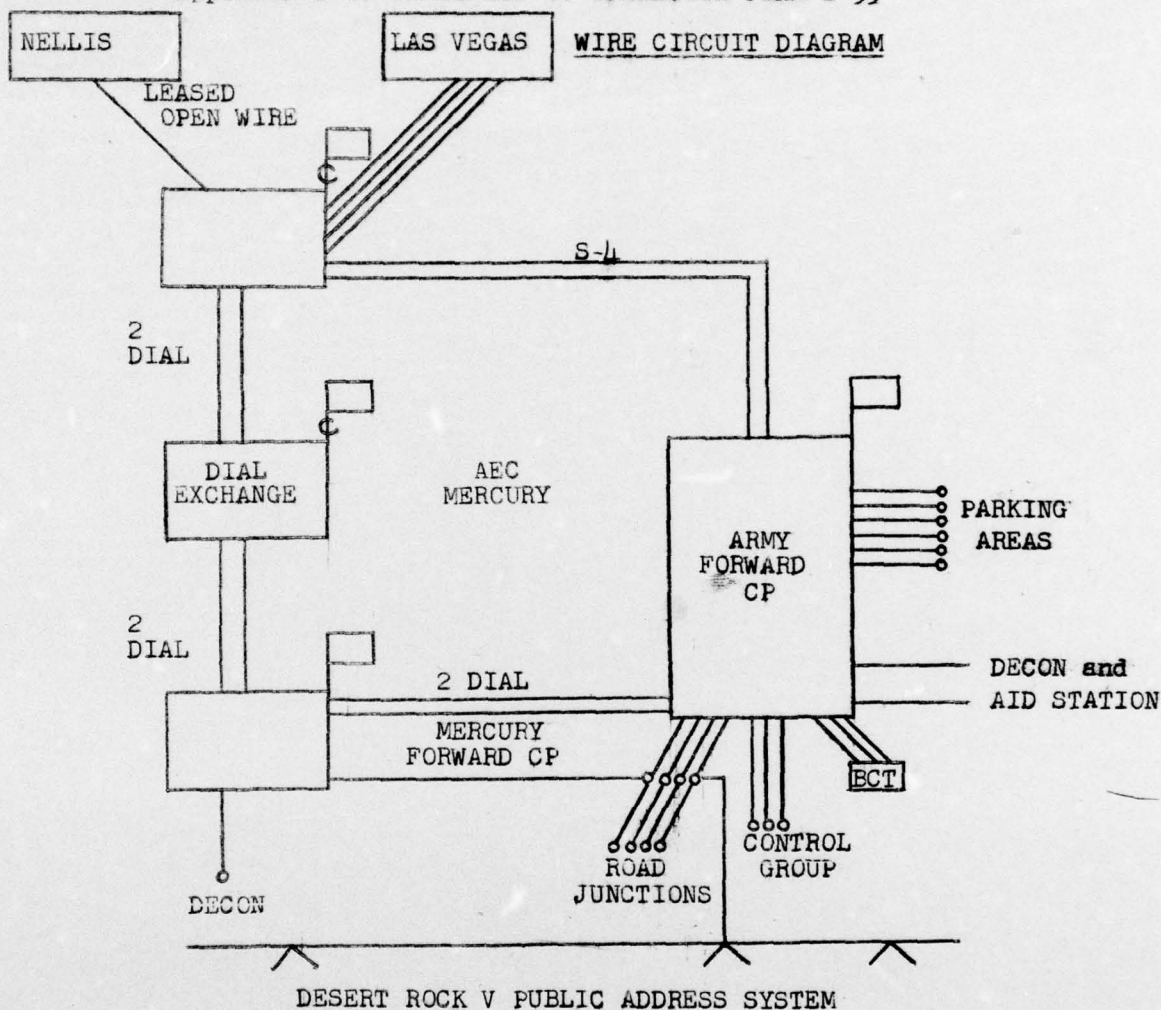 NELLIS
LAS VEGAS
WIRE CIRCUIT DIAGRAM
LEASED
OPEN WIRE
C
S-4
2
DIAL
C
DIAL
EXCHANGE
AEC
MERCURY
ARMY
FORWARD
CP
PARKING
AREAS
2
DIAL
2 DIAL
DECON and
AID STATION
MERCURY
FORWARD CP
BCT
CONTROL
GROUP
ROAD
JUNCTIONS
DECON
DESERT ROCK V PUBLIC ADDRESS SYSTEM